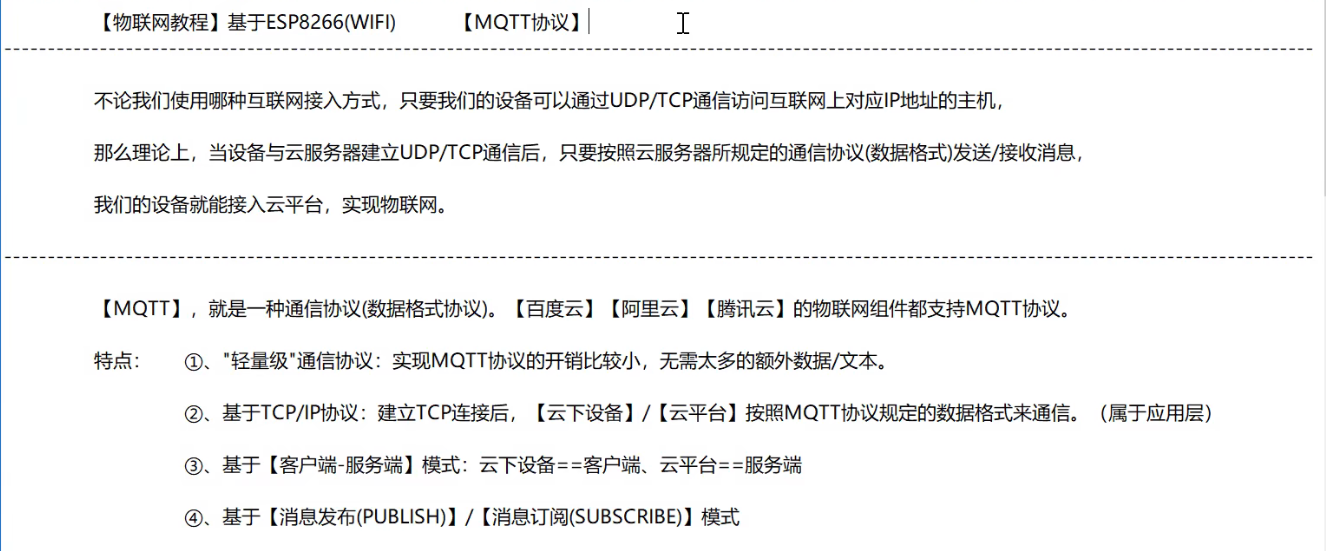 【物联网教程】基于ESP8266(WIFI) 【MQTT协议】
不论我们使用哪种互联网接入方式，只要我们的设备可以通过UDP/TCP通信访问互联网上对应IP地址的主机，
那么理论上，当设备与云服务器建立UDP/TCP通信后，只要按照云服务器所规定的通信协议(数据格式)发送/接收消息，
我们的设备就能接入云平台，实现物联网。
【MQTT】，就是一种通信协议(数据格式协议)。【百度云】【阿里云】【腾讯云】的物联网组件都支持MQTT协议。
特点： ①、"轻量级"通信协议：实现MQTT协议的开销比较小，无需太多的额外数据/文本。
②、基于TCP/IP协议：建立TCP连接后，【云下设备】/【云平台】按照MQTT协议规定的数据格式来通信。（属于应用层）
③、基于【客户端-服务端】模式：云下设备==客户端、云平台==服务端
④、基于【消息发布(PUBLISH)】/【消息订阅(SUBSCRIBE)】模式